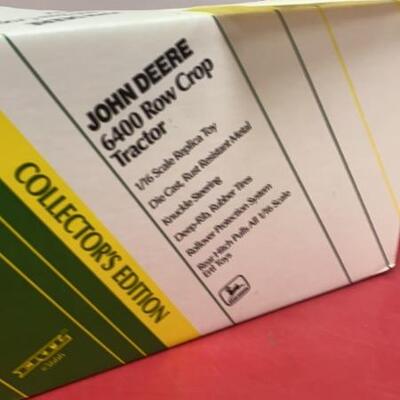 JOHN DEERE
6400 Row Crop
Tractor
1/16 Scale Replica Toy
Die Cast, Rust Resistant Metal
Knuckle Steering
Deep-Rib Rubber Tires
Rollover Protection System
Rear Hitch Pulls All 1/16 Scale
Ertl Toys
COLLECTOR'S EDITION
ERTL